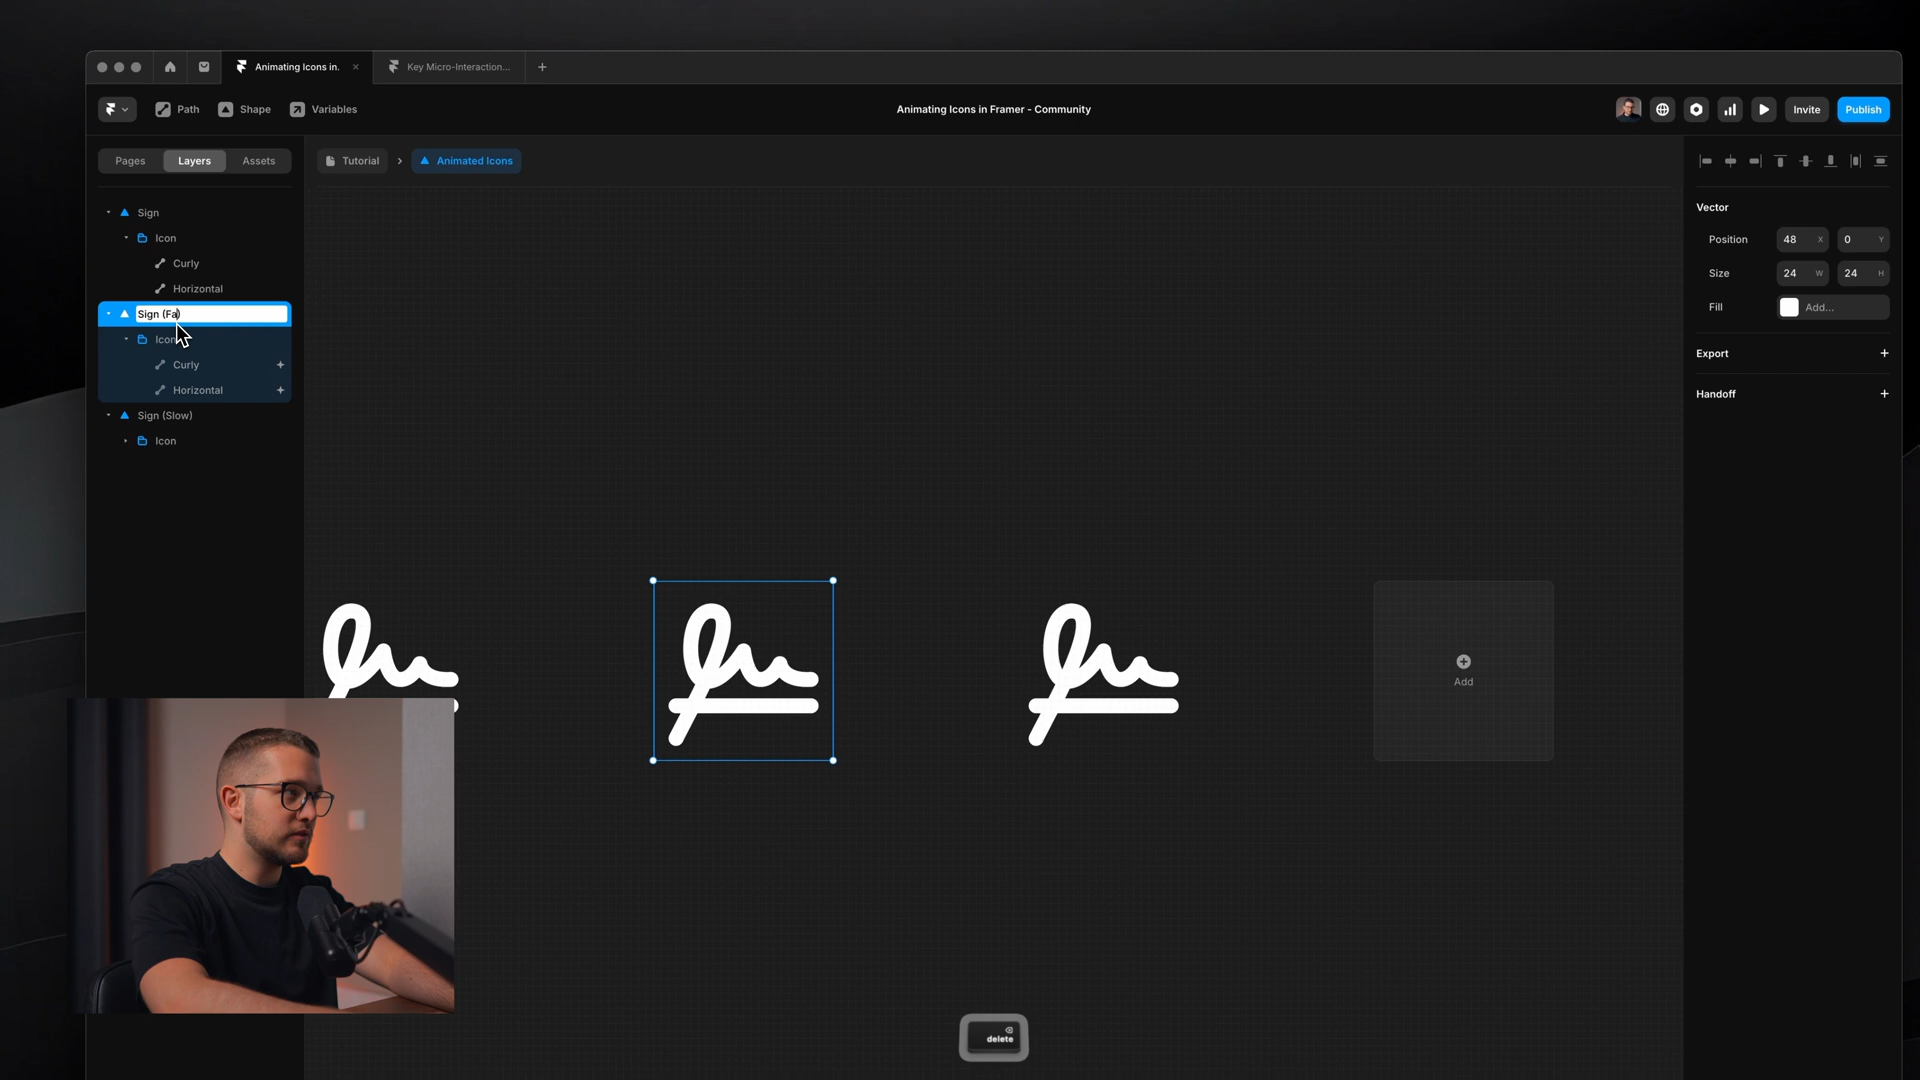 Animating Icons in.
Key Micro-Interaction...
Path
Shape
Variables
Animating Icons in Framer - Community
Invite
Publish
Pages
Layers
Assets
Tutorial
Animated Icons
Sign
Icon
Curly
Horizontal
Sign (Fa)
Icon
Curly
Horizontal
Sign (Slow)
Icon
Vector
Position
48 X
0 Y
Size
24 W
24 H
Fill
Add...
Export
Handoff
Add
delete